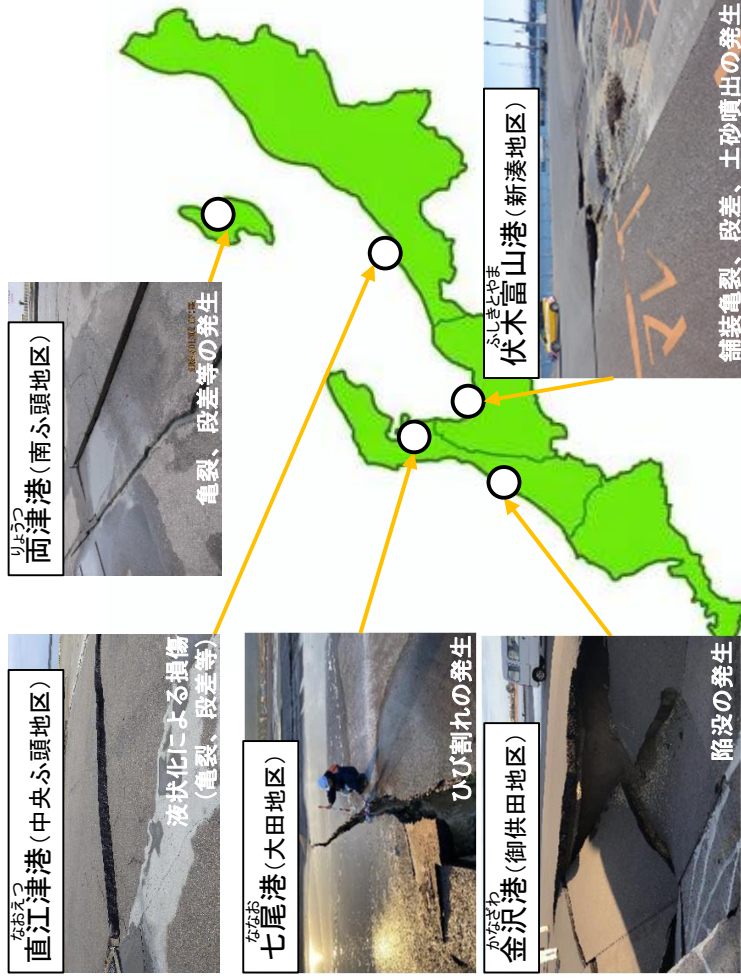 なおえつ
直江津港（中央ふ頭地区）
液状化による損傷
（亀裂、段差等）
りょうつ
両津港（南ふ頭地区）
亀裂、段差等の発生
ななお
七尾港（大田地区）
ひび割れの発生
かなざわ
金沢港（御供田地区）
陥没の発生
ふしきとやま
伏木富山港（新湊地区）
舗装亀裂、段差、土砂噴出の発生